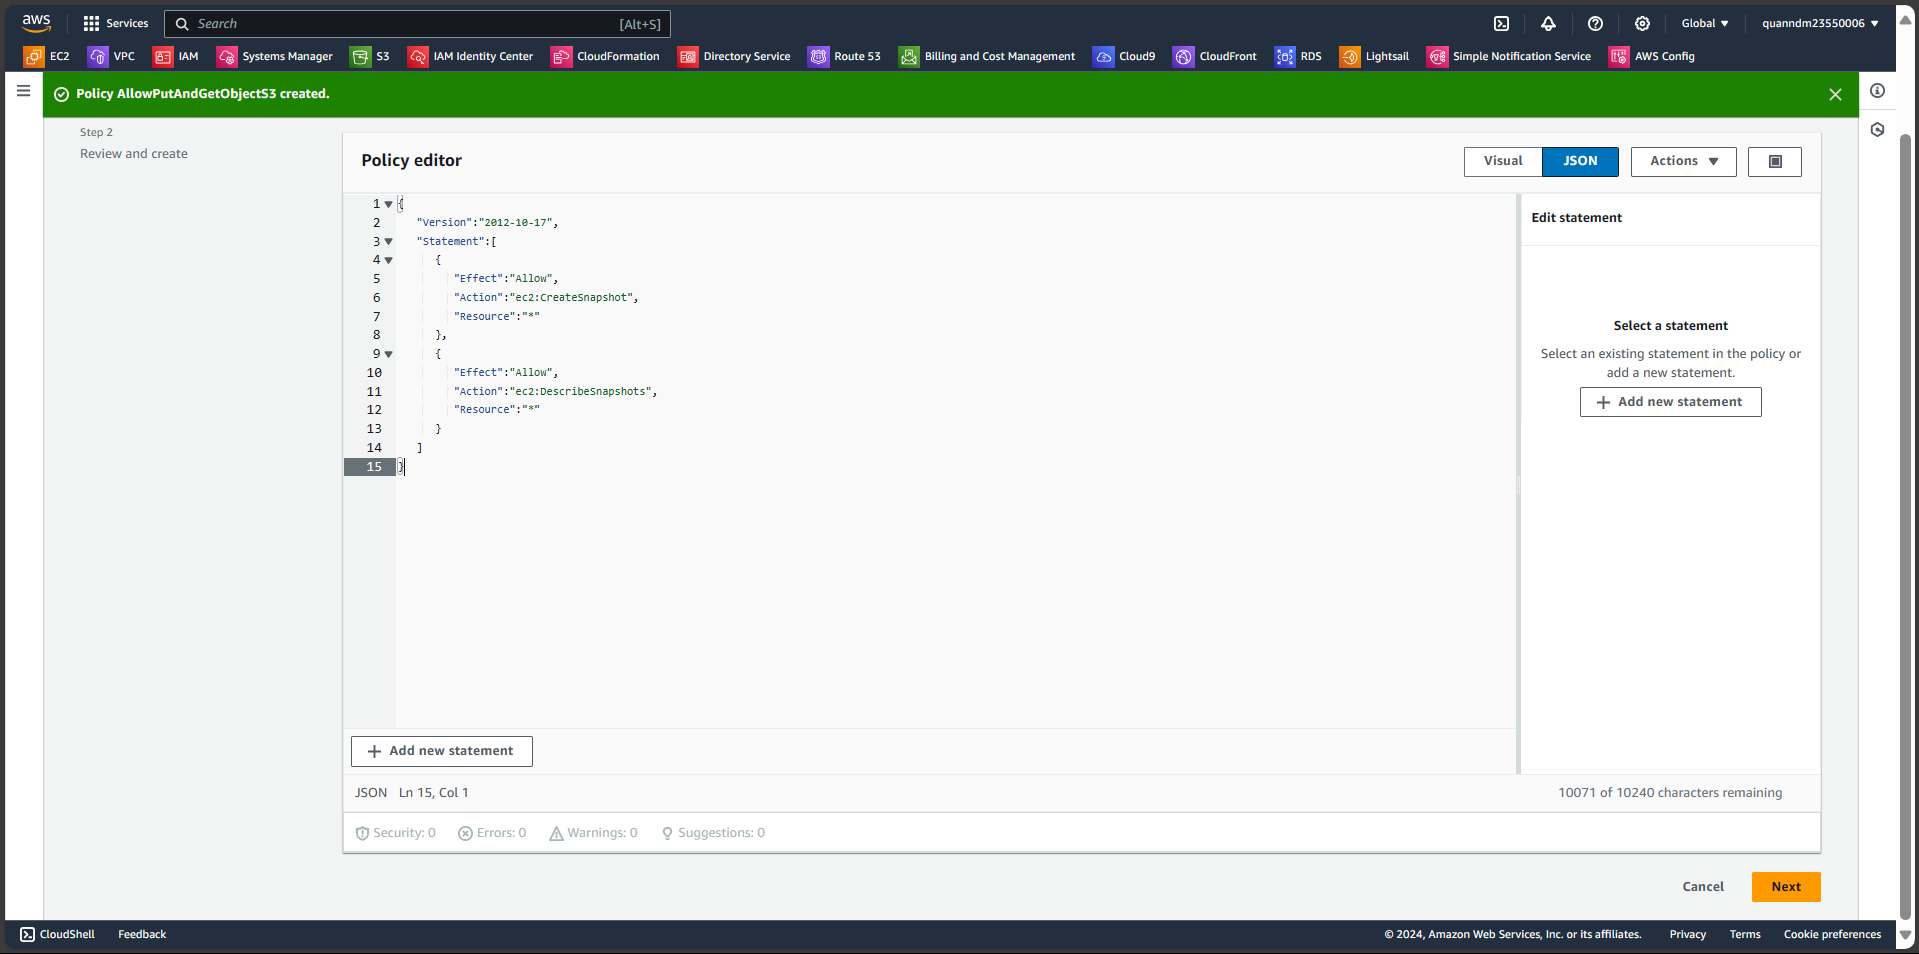 aws Services Search [Alt+S] Global ▼ quanndm23550006 ▼
EC2 VPC IAM Systems Manager S3 IAM Identity Center CloudFormation Directory Service Route 53 Billing and Cost Management Cloud9 CloudFront RDS Lightsail Simple Notification Service AWS Config
Policy AllowPutAndGetObjectS3 created.
Step 2
Review and create
Policy editor
Visual JSON Actions ▼
1 {
2 "Version":"2012-10-17",
3 "Statement":[
4 {
5 "Effect":"Allow",
6 "Action":"ec2:CreateSnapshot",
7 "Resource":"*"
8 },
9 {
10 "Effect":"Allow",
11 "Action":"ec2:DescribeSnapshots",
12 "Resource":"*"
13 }
14 ]
15 }
Edit statement
Select a statement
Select an existing statement in the policy or
add a new statement.
+ Add new statement
+ Add new statement
JSON Ln 15, Col 1 10071 of 10240 characters remaining
Security: 0 Errors: 0 Warnings: 0 Suggestions: 0
Cancel Next
CloudShell Feedback © 2024, Amazon Web Services, Inc. or its affiliates. Privacy Terms Cookie preferences